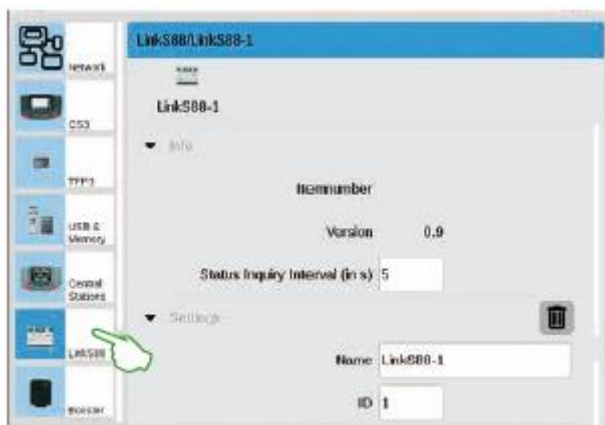 LinkS88/LinkS88-1
Network
LinkS88-1
CS3
Info
Itemnumber
TFP3
Version 0.9
USB &
Memory
Status Inquiry Interval (in s) 5
Central
Stations
Settings
LinkS88
Name LinkS88-1
ID 1
Booster